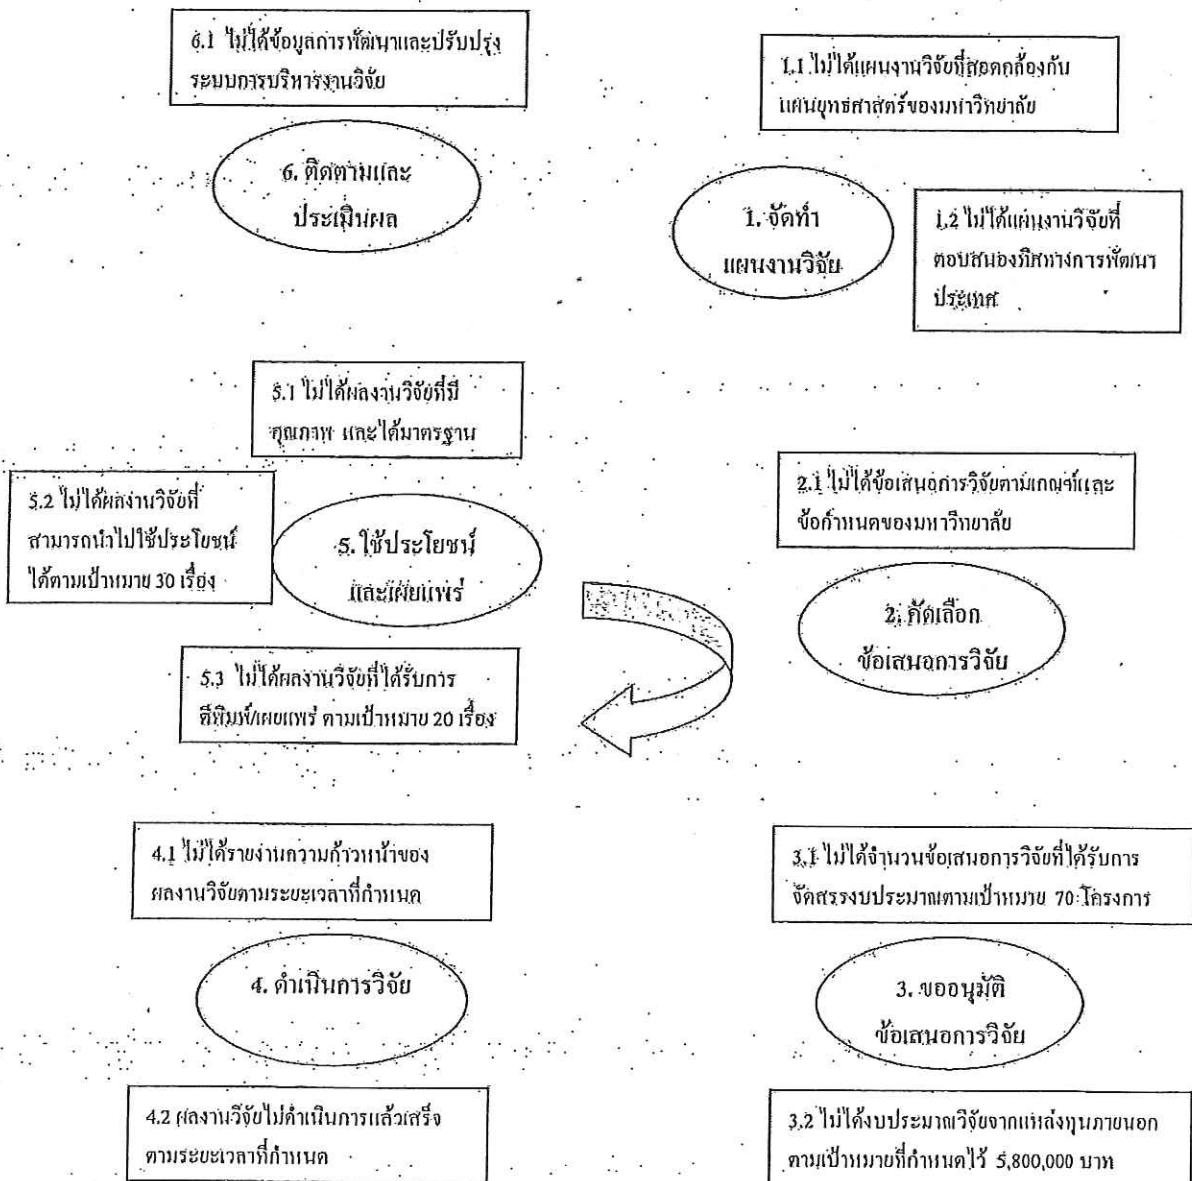 6.1 ไม่ได้ข้อมูลการพัฒนาและปรับปรุง
ระบบการบริหารงานวิจัย
6. ติดตามและ
ประเมินผล
1.1 ไม่ได้แผนงานวิจัยที่สอดคล้องกับ
แผนยุทธศาสตร์ของมหาวิทยาลัย
1. จัดทำ
แผนงานวิจัย
1.2 ไม่ได้แผนงานวิจัยที่
ตอบสนองทิศทางการพัฒนา
ประเทศ
5.1 ไม่ได้ผลงานวิจัยที่มี
คุณภาพ และได้มาตรฐาน
5.2 ไม่ได้ผลงานวิจัยที่
สามารถนำไปใช้ประโยชน์
ได้ตามเป้าหมาย 30 เรื่อง
5. ใช้ประโยชน์
และเผยแพร่
5.3 ไม่ได้ผลงานวิจัยที่ได้รับการ
ตีพิมพ์/เผยแพร่ ตามเป้าหมาย 20 เรื่อง
2.1 ไม่ได้ข้อเสนอการวิจัยตามเกณฑ์และ
ข้อกำหนดของมหาวิทยาลัย
2. คัดเลือก
ข้อเสนอการวิจัย
4.1 ไม่ได้รายงานความก้าวหน้าของ
ผลงานวิจัยตามระยะเวลาที่กำหนด
4. ดำเนินการวิจัย
4.2 ผลงานวิจัยไม่ดำเนินการแล้วเสร็จ
ตามระยะเวลาที่กำหนด
3.1 ไม่ได้จำนวนข้อเสนอการวิจัยที่ได้รับการ
จัดสรรงบประมาณตามเป้าหมาย 70 โครงการ
3. ขออนุมัติ
ข้อเสนอการวิจัย
3.2 ไม่ได้งบประมาณวิจัยจากแหล่งทุนภายนอก
ตามเป้าหมายที่กำหนดไว้ 5,800,000 บาท